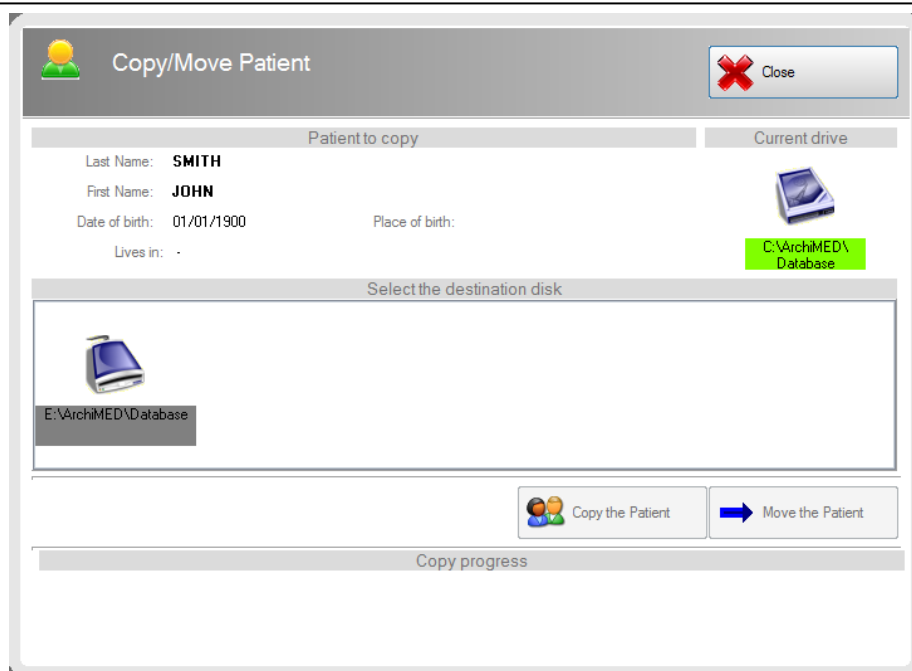 Copy/Move Patient
Close
Patient to copy
Current drive
Last Name: SMITH
First Name: JOHN
Date of birth: 01/01/1900 Place of birth:
Lives in: -
C:\ArchiMED\
Database
Select the destination disk
E:\ArchiMED\Database
Copy the Patient
Move the Patient
Copy progress